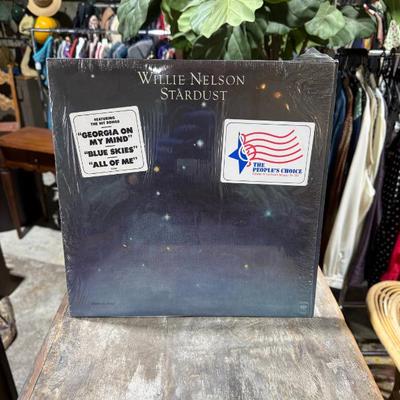 WILLIE NELSON
STARDUST
FEATURING
THE HIT SONGS
"GEORGIA ON
MY MIND"
"BLUE SKIES"
"ALL OF ME"
THE
PEOPLE'S CHOICE